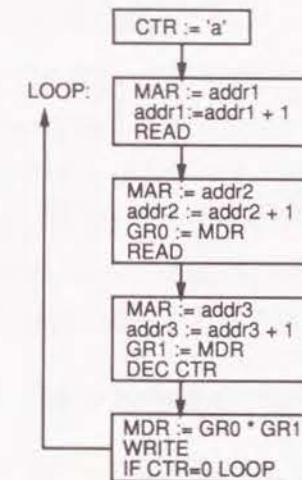 CTR := 'a'
LOOP:
MAR := addr1
addr1:=addr1 + 1
READ
MAR := addr2
addr2 := addr2 + 1
GR0 := MDR
READ
MAR := addr3
addr3 := addr3 + 1
GR1 := MDR
DEC CTR
MDR := GR0 * GR1
WRITE
IF CTR=0 LOOP